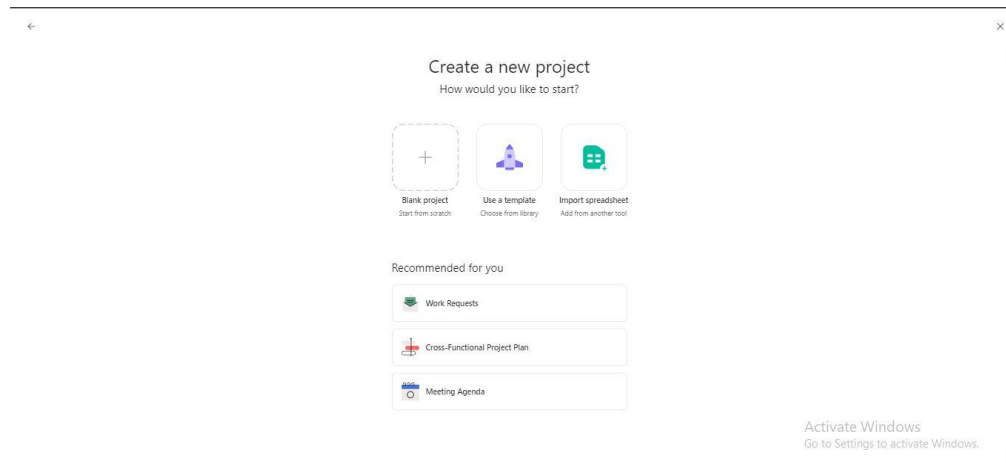 Create a new project
How would you like to start?
Blank project
Start from scratch
Use a template
Choose from library
Import spreadsheet
Add from another tool
Recommended for you
Work Requests
Cross-Functional Project Plan
Meeting Agenda
Activate Windows
Go to Settings to activate Windows.